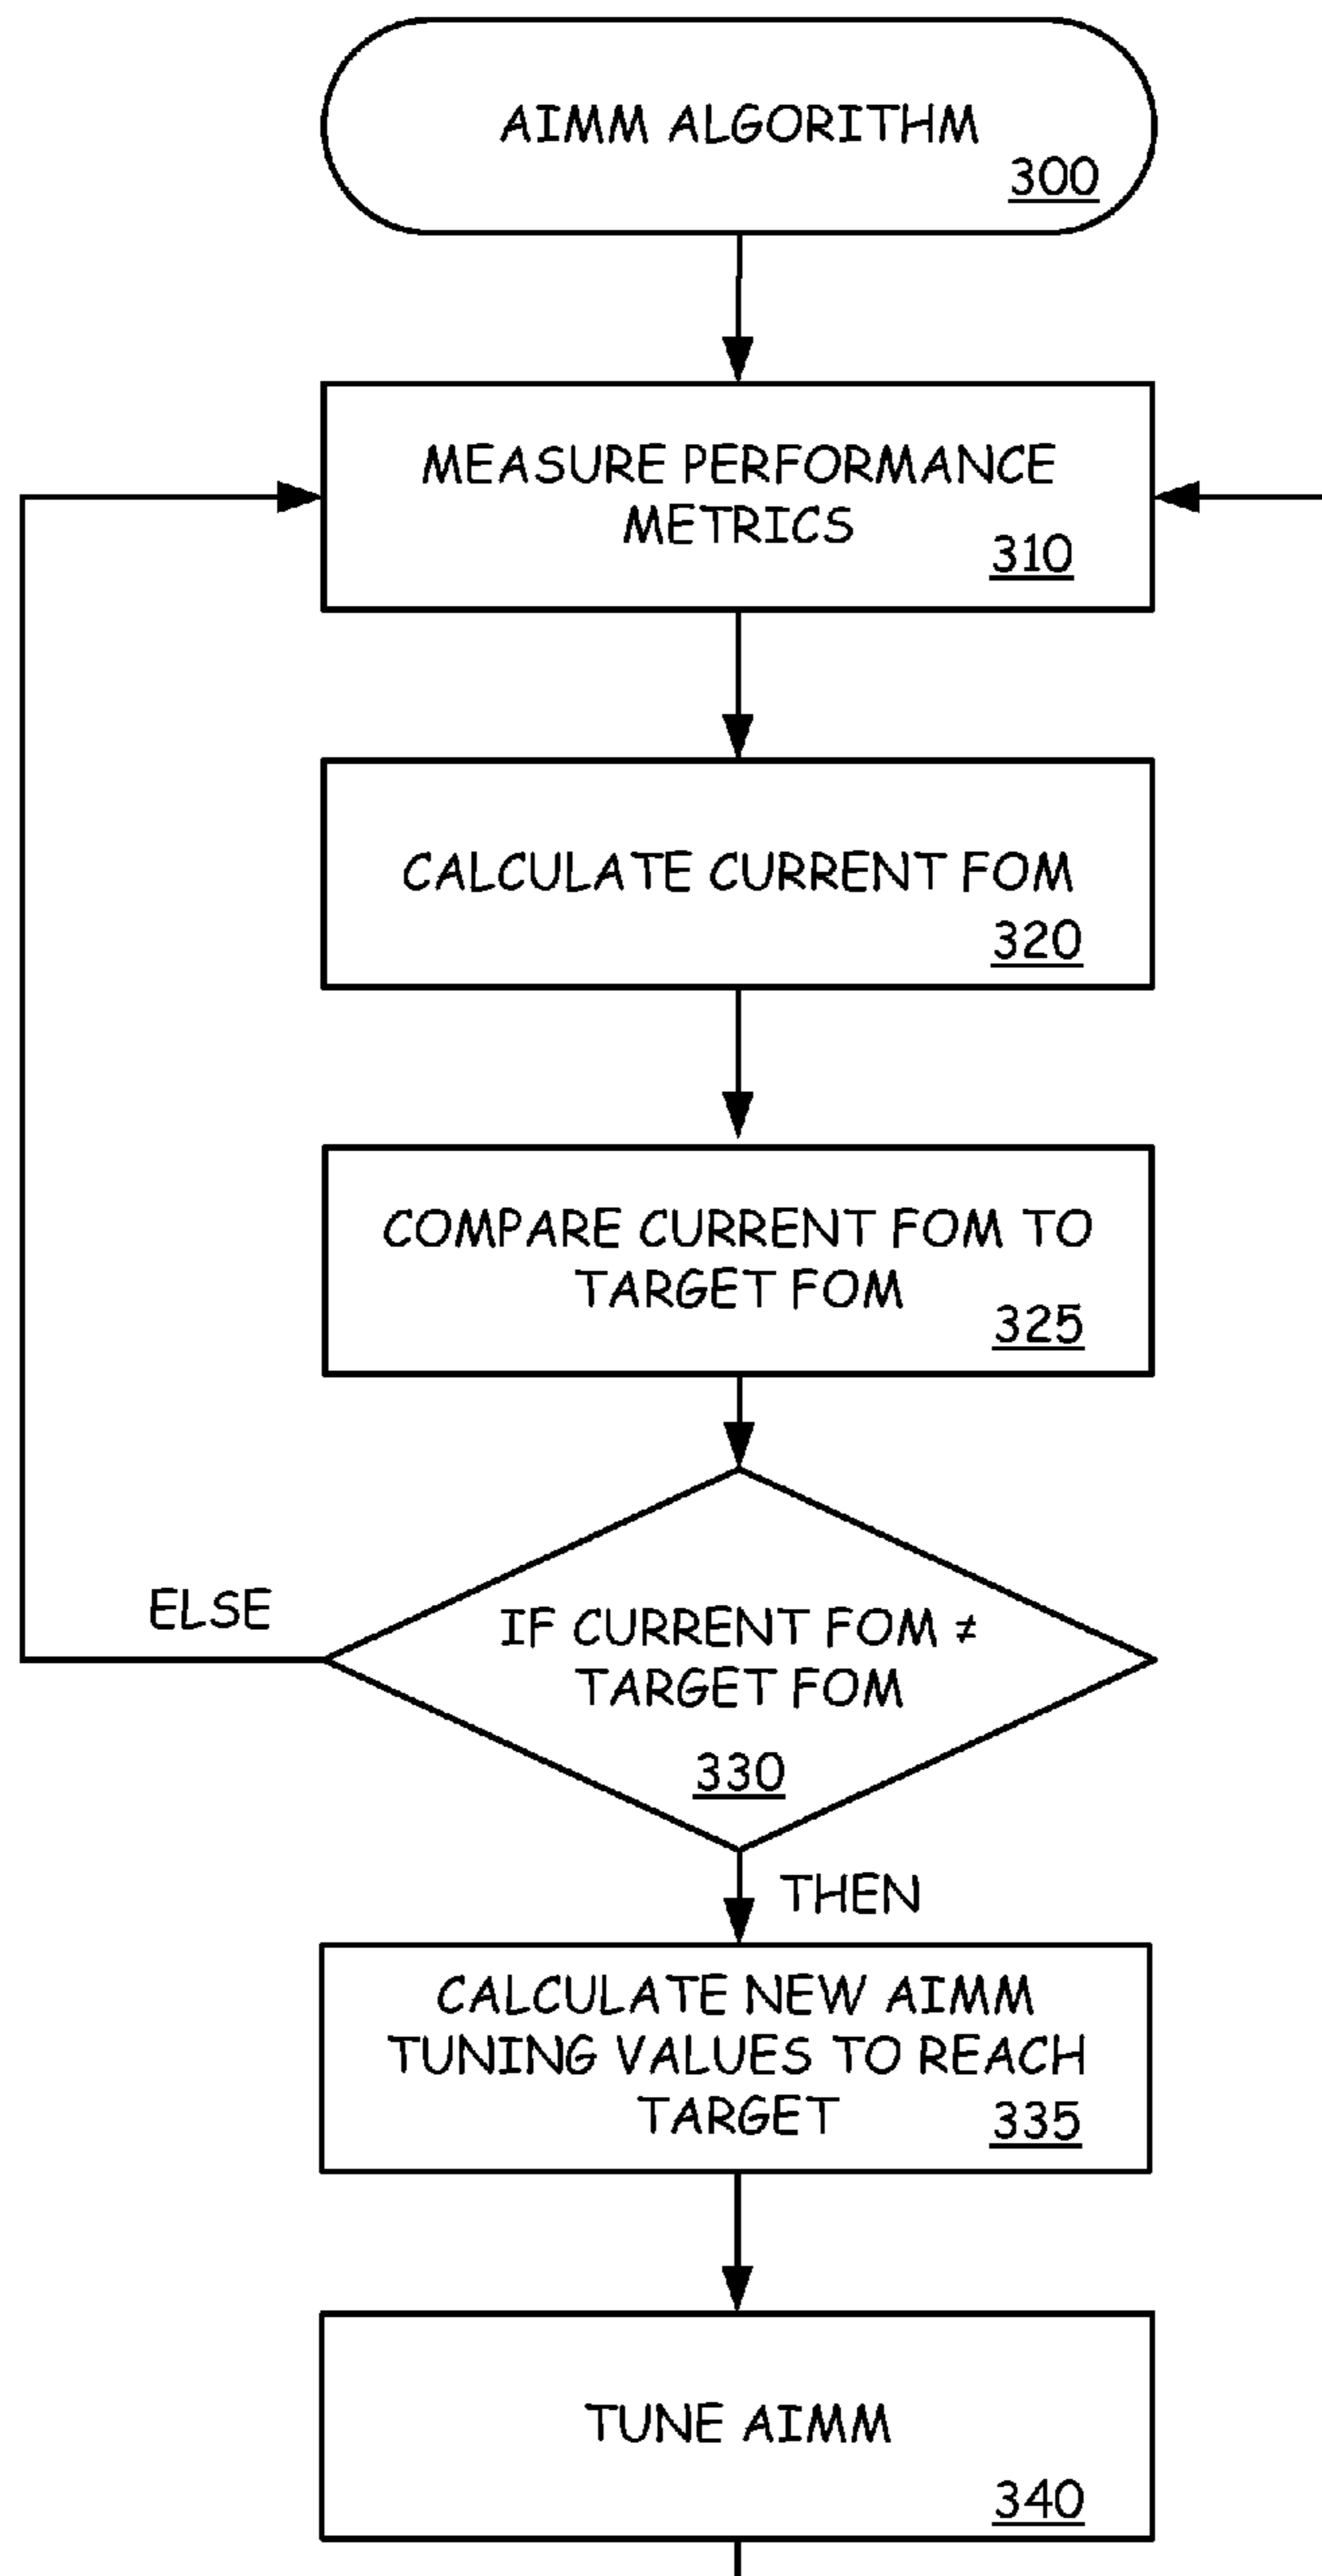 AIMM ALGORITHM
300
MEASURE PERFORMANCE
METRICS
310
CALCULATE CURRENT FOM
320
COMPARE CURRENT FOM TO
TARGET FOM
325
ELSE
IF CURRENT FOM ≠
TARGET FOM
330
THEN
CALCULATE NEW AIMM
TUNING VALUES TO REACH
TARGET
335
TUNE AIMM
340